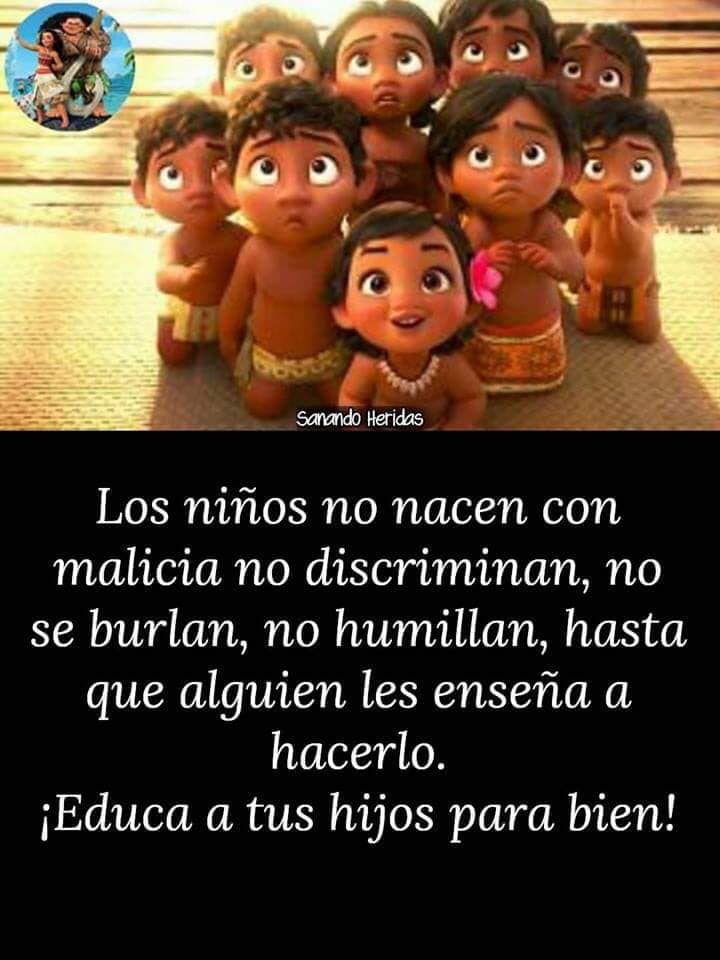 Sanando Heridas
Los niños no nacen con
malicia no discriminan, no
se burlan, no humillan, hasta
que alguien les enseña a
hacerlo.
¡Educa a tus hijos para bien!